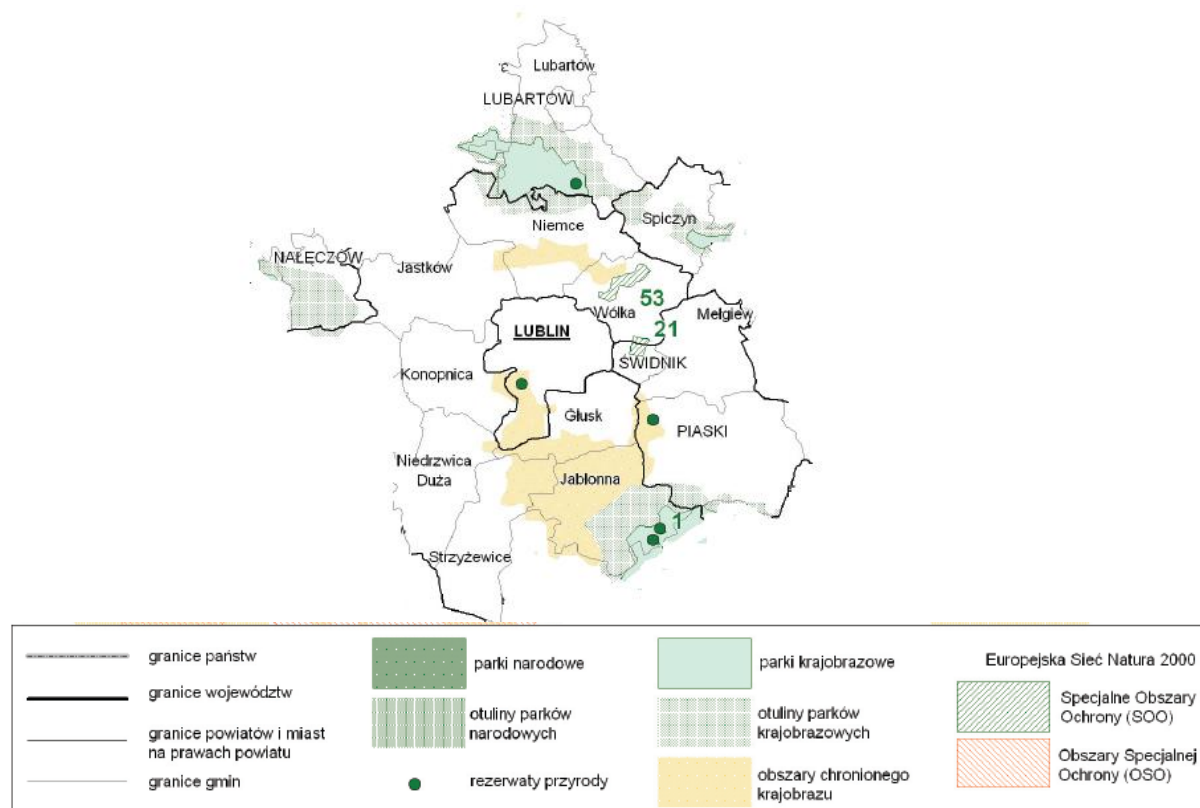 Lubartów
LUBARTÓW
Spiczyn
Niemce
NAŁĘCZÓW
Jastków
53
Wólka
Mełgiew
21
LUBLIN
ŚWIDNIK
Konopnica
Głusk
PIASKI
Niedrzwica
Duża
Jabłonna
1
Strzyżewice
granice państw
granice województw
granice powiatów i miast
na prawach powiatu
granice gmin
parki narodowe
otuliny parków
narodowych
rezerwaty przyrody
parki krajobrazowe
otuliny parków
krajobrazowych
obszary chronionego
krajobrazu
Europejska Sieć Natura 2000
Specjalne Obszary
Ochrony (SOO)
Obszary Specjalnej
Ochrony (OSO)